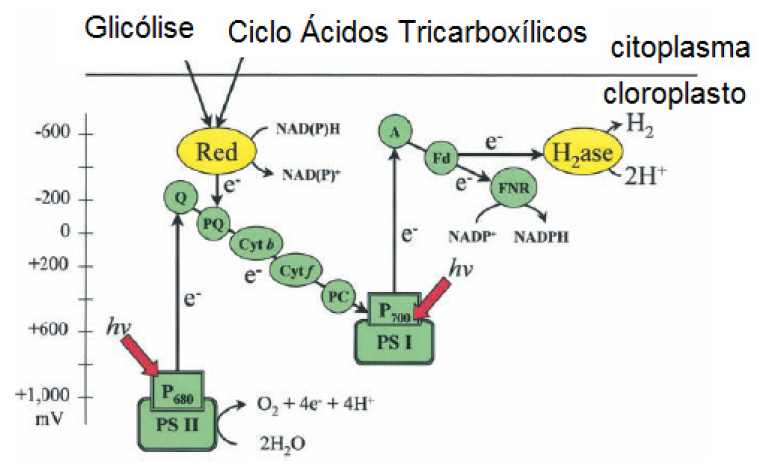 Glicólise
Ciclo Ácidos Tricarboxílicos
citoplasma
cloroplasto
-600
-200
0
+200
+600
+1,000
mV
Red
NAD(P)H
NAD(P)⁺
e⁻
Q
PQ
Cyt b
e⁻
Cyt f
PC
e⁻
hv
P₆₈₀
PS II
O₂ + 4e⁻ + 4H⁺
2H₂O
A
Fd
e⁻
e⁻
FNR
NADP⁺
NADPH
H₂ase
H₂
2H⁺
e⁻
hv
P₇₀₀
PS I